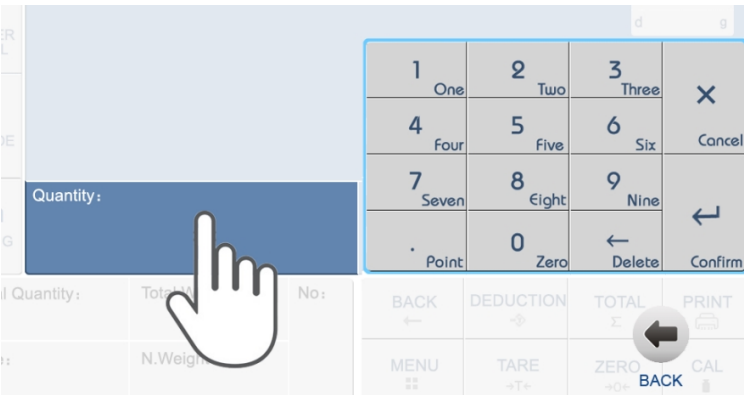 d g
Quantity:
1 One
2 Two
3 Three
× Cancel
4 Four
5 Five
6 Six
7 Seven
8 Eight
9 Nine
↵ Confirm
. Point
0 Zero
← Delete
Quantity:
No:
N.Weigh
BACK
DEDUCTION
TOTAL
Σ
PRINT
MENU
TARE
→T←
ZERO
→0←
CAL
BACK